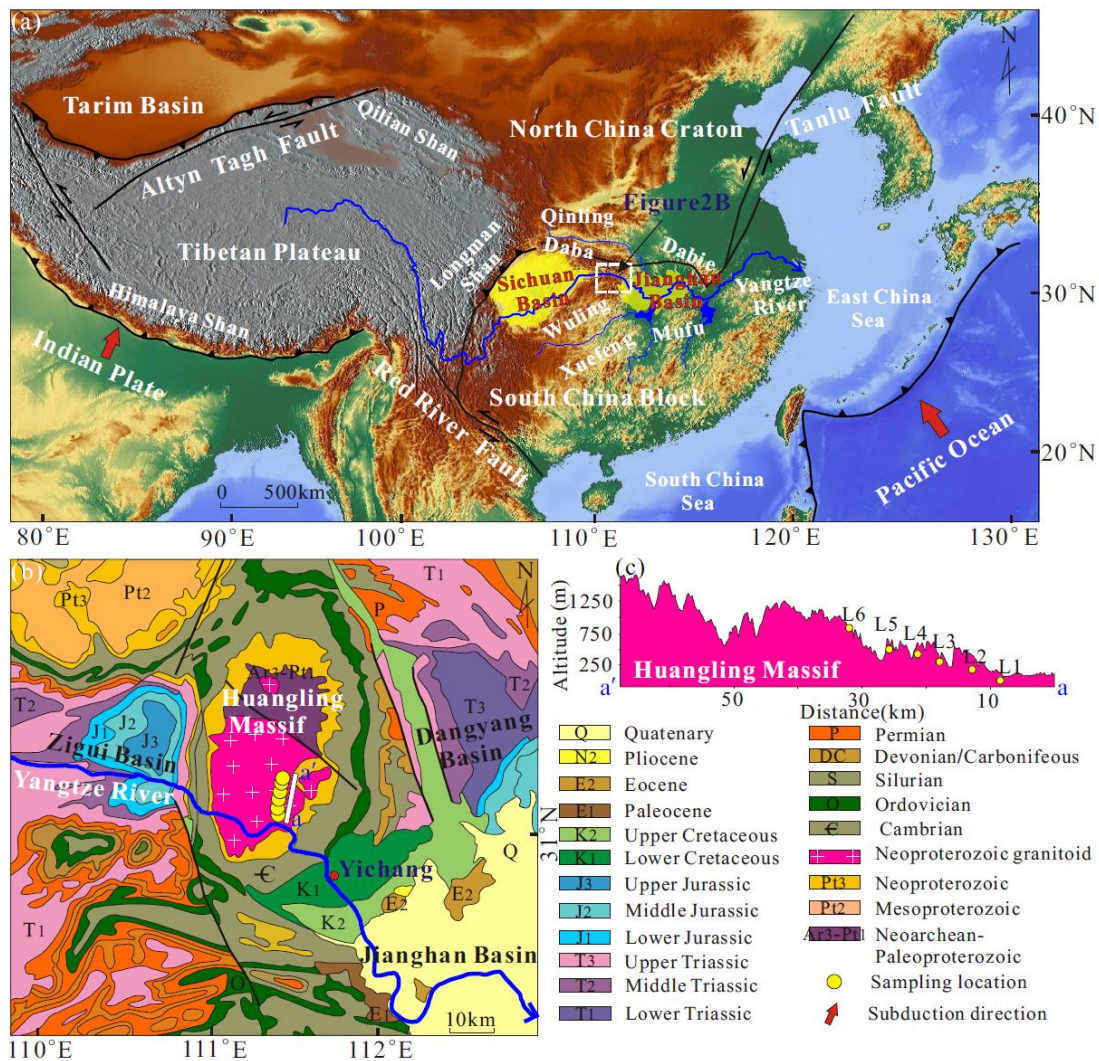 (a)
N
Tarim Basin
Qilian Shan
Altyn Tagh Fault
North China Craton
Tanlu Fault
40°N
Figure2B
Qinling
Tibetan Plateau
Longman
Shan
Daba
Dabie
Sichuan
Basin
Jianghan
Basin
Yangtze
River
East China
Sea
30°N
Himalaya Shan
Wuling
Mufu
Xuefeng
Indian Plate
Red River Fault
South China Block
Pacific Ocean
20°N
0 500km
South China
Sea
80°E 90°E 100°E 110°E 120°E 130°E
(b)
N
Pt3
Pt2
P
T1
Ar3-Pt1
Huangling
Massif
T2
J1
J2
J3
Zigui Basin
T3
T2
Dangyang
Basin
Yangtze River
a'
a
31°N
Q
Є
K1
Yichang
K2
E2
E2
T1
Jianghan Basin
O
E1
10km
110°E 111°E 112°E
(c)
Altitude (m)
1250
750
250
L6
L5
L4
L3
L2
L1
Huangling Massif
a' a
50 30 10
Distance(km)
Q Quaternary
N2 Pliocene
E2 Eocene
E1 Paleocene
K2 Upper Cretaceous
K1 Lower Cretaceous
J3 Upper Jurassic
J2 Middle Jurassic
J1 Lower Jurassic
T3 Upper Triassic
T2 Middle Triassic
T1 Lower Triassic
P Permian
DC Devonian/Carbonifeous
S Silurian
O Ordovician
Є Cambrian
Neoproterozoic granitoid
Pt3 Neoproterozoic
Pt2 Mesoproterozoic
Ar3-Pt1 Neoarchean-
Paleoproterozoic
Sampling location
Subduction direction